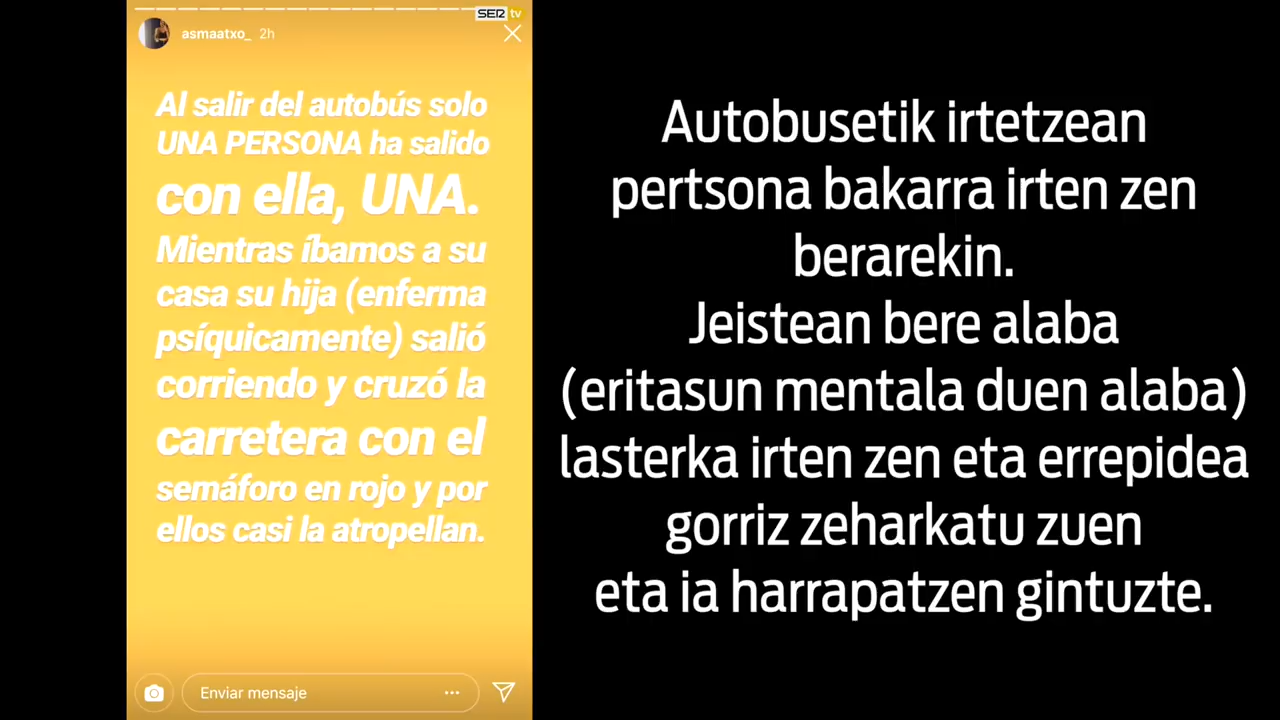 SER tv
asmaatxo_ 2h
Al salir del autobús solo
UNA PERSONA ha salido
con ella, UNA.
Mientras íbamos a su
casa su hija (enferma
psíquicamente) salió
corriendo y cruzó la
carretera con el
semáforo en rojo y por
ellos casi la atropellan.
Enviar mensaje
Autobusetik irtetzean
pertsona bakarra irten zen
berarekin.
Jeistean bere alaba
(eritasun mentala duen alaba)
lasterka irten zen eta errepidea
gorriz zeharkatu zuen
eta ia harrapatzen gintuzte.